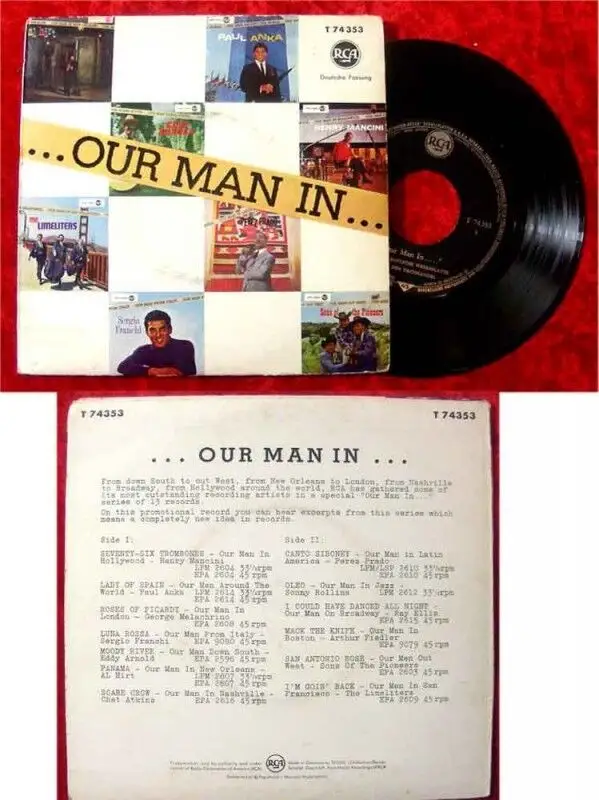 T 74353
RCA
Deutsche Fassung
PAUL ANKA
HENRY MANCINI
... OUR MAN IN...
THE LIMELITERS
PEREZ PRADO
Sergio Franchi
Sons of the Pioneers
RCA
T 74353
Our Man In.....
T 74353 T 74353
... OUR MAN IN ...
From down South to out West, from New Orleans to London, from Nashville
to Broadway, from Hollywood around the world, RCA has gathered some of
its most outstanding recording artists in a special 'Our Man In...."
series of 13 records.
On this promotional record you can hear excerpts from this series which
means a completely new idea in records.
Side I:
SEVENTY-SIX TROMBONES - Our Man In
Hollywood - Henry Mancini
LPM 2604 33⅓rpm
EPA 2604 45 rpm
LADY OF SPAIN - Our Man Around The
World - Paul Anka LPM 2614 33⅓rpm
EPA 2614 45 rpm
ROSES OF PICARDI - Our Man In
London - George Melachrino
EPA 2608 45 rpm
LUNA ROSSA - Our Man From Italy -
Sergio Franchi EPA 9080 45 rpm
MOODY RIVER - Our Man Down South -
Eddy Arnold EPA 2596 45 rpm
PANAMA - Our Man In New Orleans -
AL Hirt LPM 2607 33⅓rpm
EPA 2607 45 rpm
SCARE CROW - Our Man In Nashville -
Chet Atkins EPA 2616 45 rpm
Side II:
CANTO SIBONEY - Our Man in Latin
America - Perez Prado
LPM/LSP 2610 33⅓rpm
EPA 2610 45 rpm
OLEO - Our Man In Jazz -
Sonny Rollins LPM 2612 33⅓rpm
I COULD HAVE DANCED ALL NIGHT -
Our Man On Broadway - Ray Ellis
EPA 2615 45 rpm
MACK THE KNIFE - Our Man In
Boston - Arthur Fiedler
EPA 9079 45 rpm
SAN ANTONIO ROSE - Our Men Out
West - Sons Of The Pioneers
EPA 2603 45 rpm
I'M GOIN' BACK - Our Men In San
Francisco - The Limeliters
EPA 2609 45 rpm
RCA